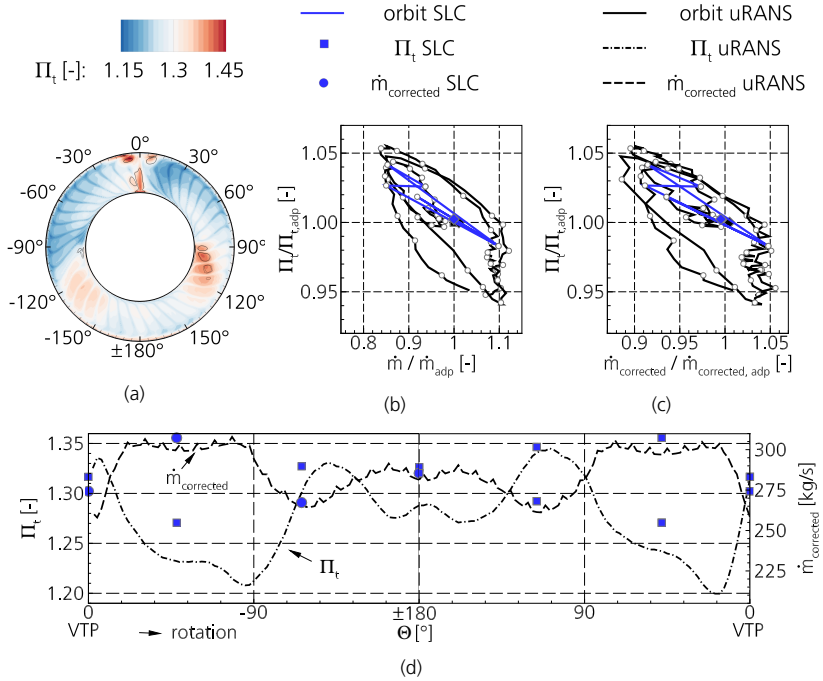 orbit SLC
orbit uRANS
Π_t SLC
Π_t uRANS
ṁ_corrected SLC
ṁ_corrected uRANS
Π_t [-]: 1.15 1.3 1.45
0°
-30° 30°
-60° 60°
-90° 90°
-120° 120°
-150° 150°
±180°
(a)
Π_t/Π_t,adp [-]
1.05
1.00
0.95
0.8 0.9 1.0 1.1
ṁ / ṁ_adp [-]
(b)
Π_t/Π_t,adp [-]
1.05
1.00
0.95
0.9 0.95 1.00 1.05
ṁ_corrected / ṁ_corrected, adp [-]
(c)
Π_t [-]
1.35
1.30
1.25
1.20
ṁ_corrected
Π_t
300
275
250
225
ṁ_corrected [kg/s]
0 -90 ±180 90 0
VTP rotation Θ [°] VTP
(d)